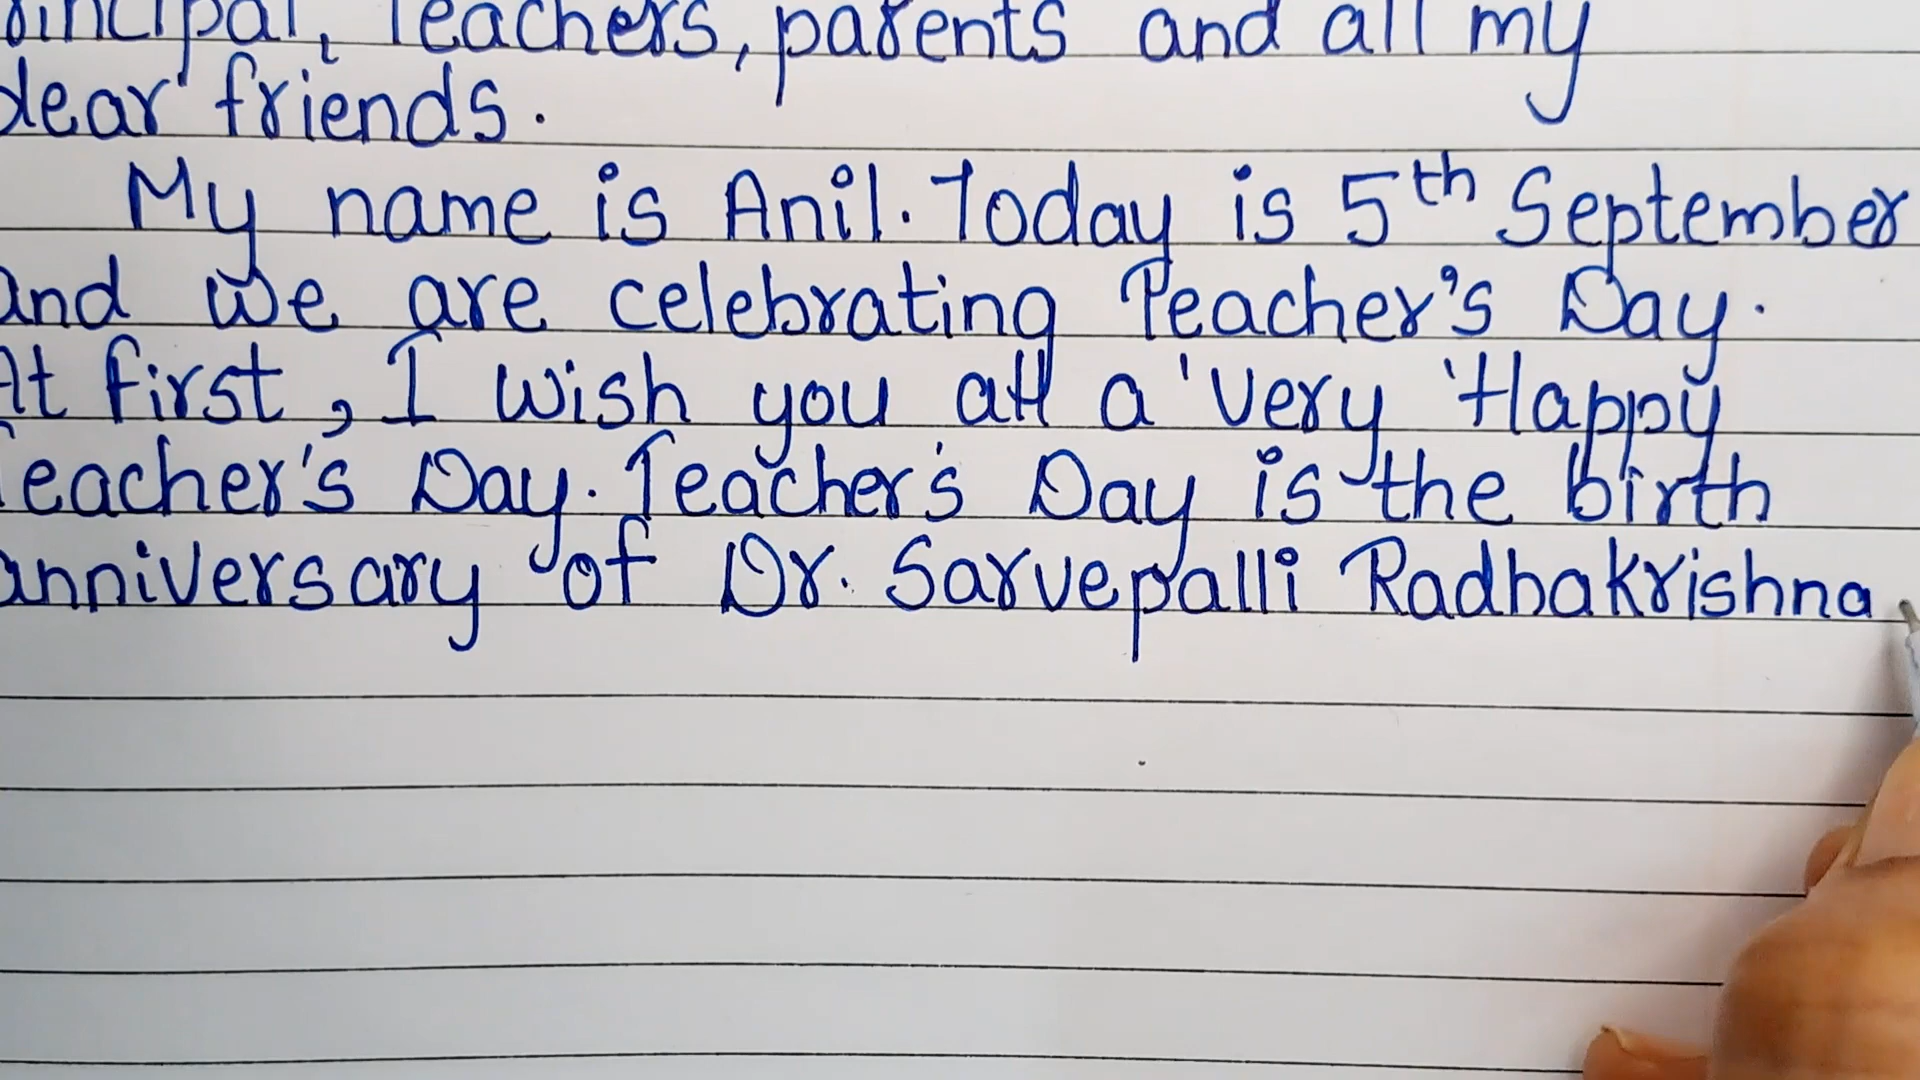 rincipal, Teachers, parents and all my
dear friends.
My name is Anil. Today is 5th September
and we are celebrating Teacher's Day.
At first, I wish you all a very Happy
Teacher's Day. Teacher's Day is the birth
anniversary of Dr. Sarvepalli Radhakrishna